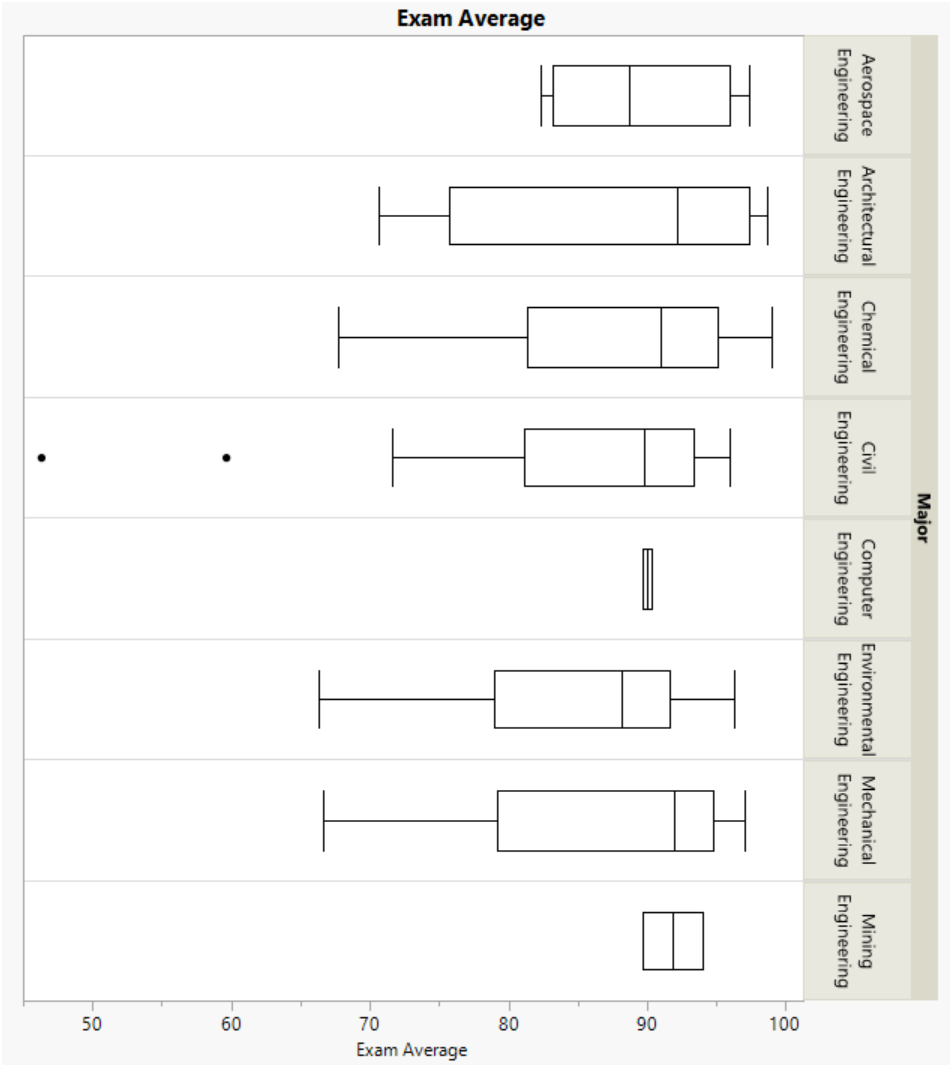 Exam Average
Aerospace
Engineering
Architectural
Engineering
Chemical
Engineering
Civil
Engineering
Computer
Engineering
Environmental
Engineering
Mechanical
Engineering
Mining
Engineering
Major
50 60 70 80 90 100
Exam Average